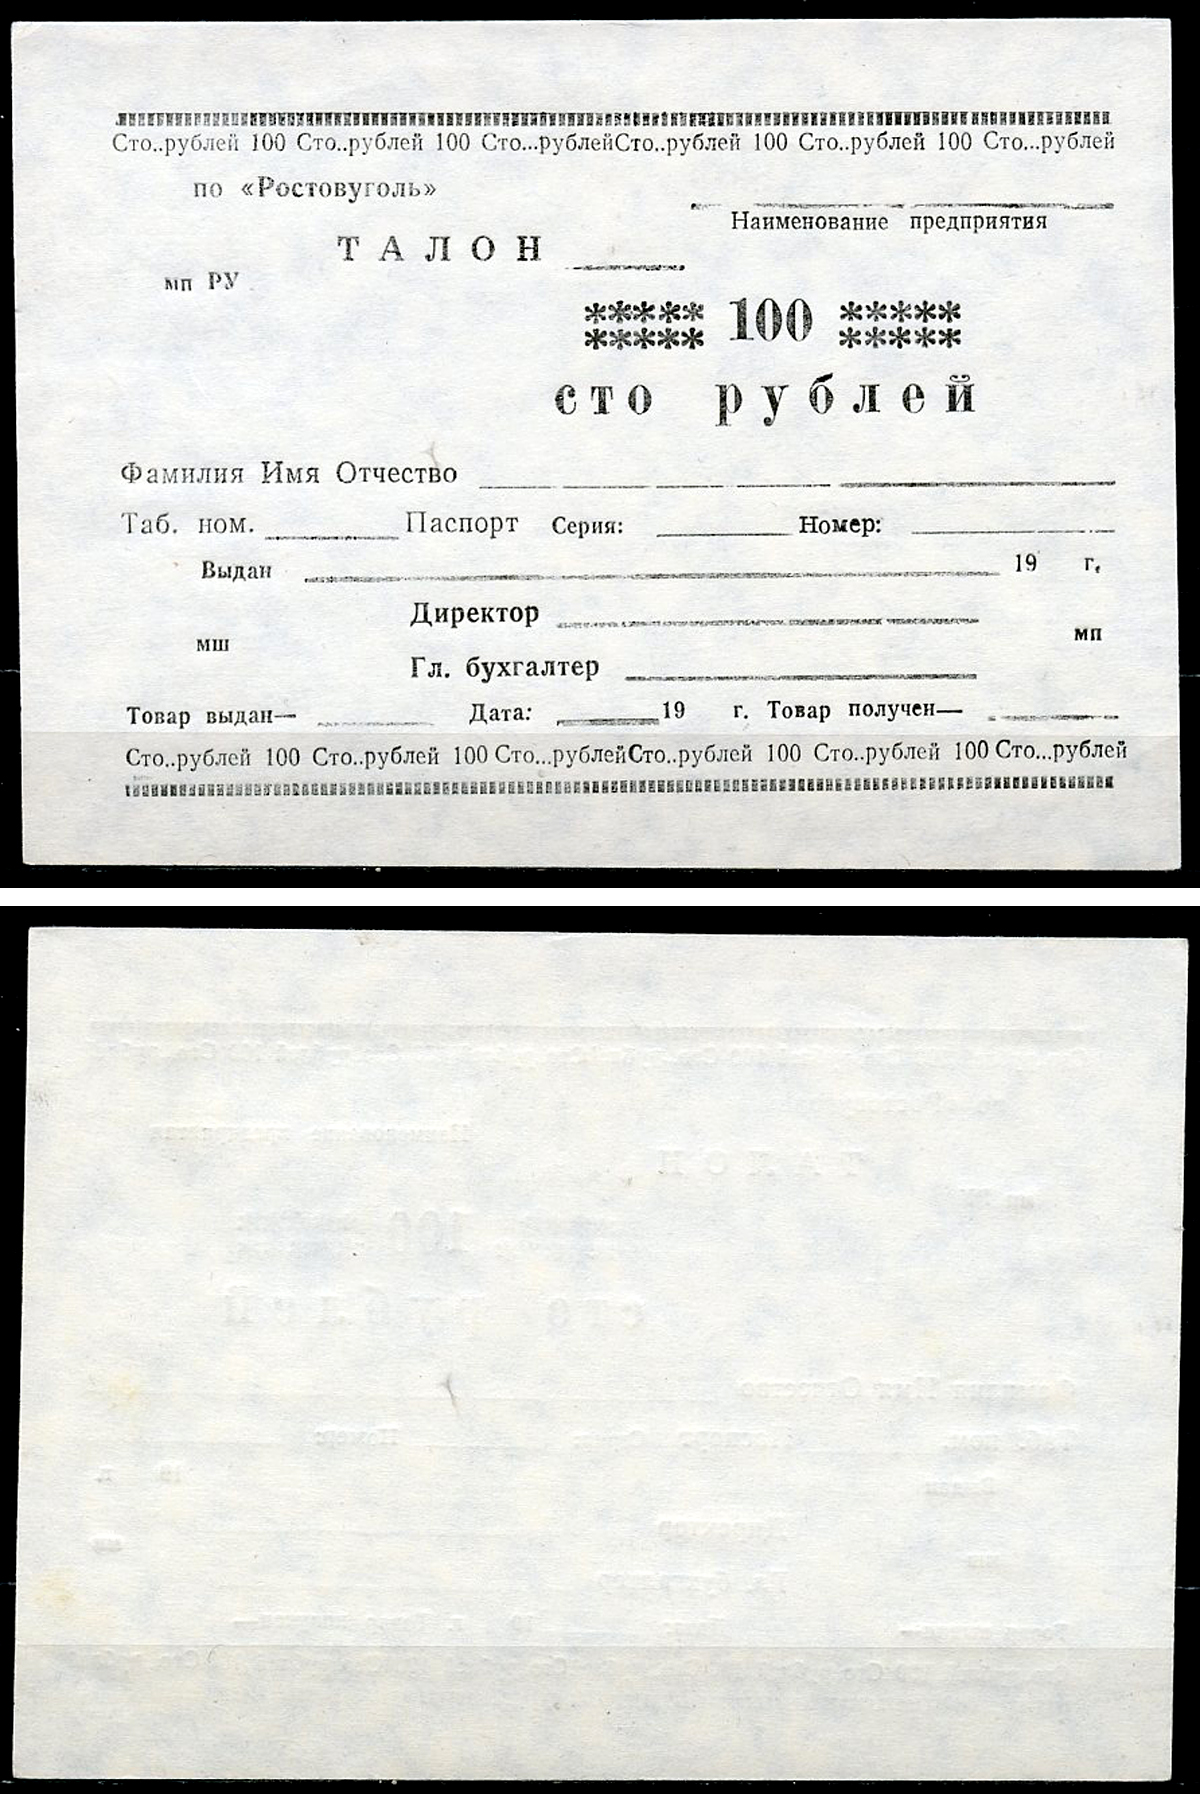 Сто..рублей 100 Сто..рублей 100 Сто...рублейСто..рублей 100 Сто..рублей 100 Сто...рублей
по «Ростовуголь»
Наименование предприятия
ТАЛОН
мп РУ
***** 100 *****
*****     *****
сто рублей
Фамилия Имя Отчество
Таб. ном. Паспорт Серия: Номер:
Выдан 19 г.
Директор
мш мп
Гл. бухгалтер
Товар выдан— Дата: 19 г. Товар получен—
Сто..рублей 100 Сто..рублей 100 Сто...рублейСто..рублей 100 Сто..рублей 100 Сто...рублей